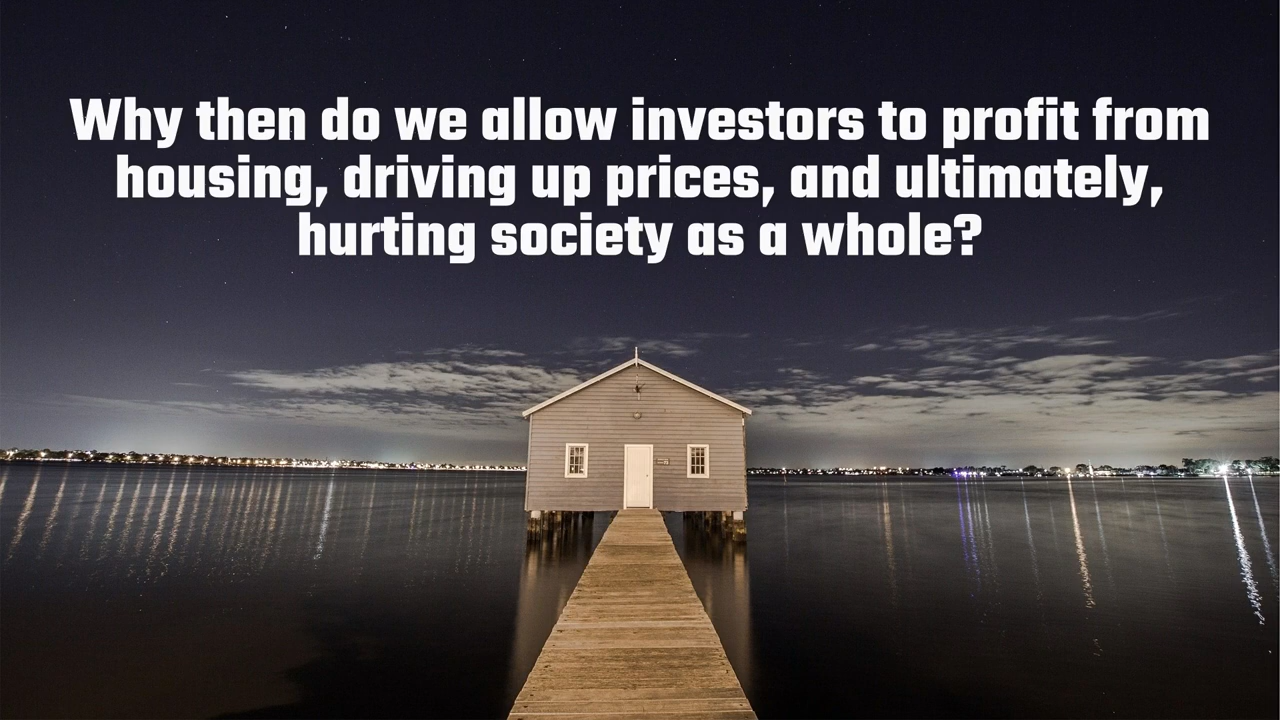 Why then do we allow investors to profit from
housing, driving up prices, and ultimately,
hurting society as a whole?